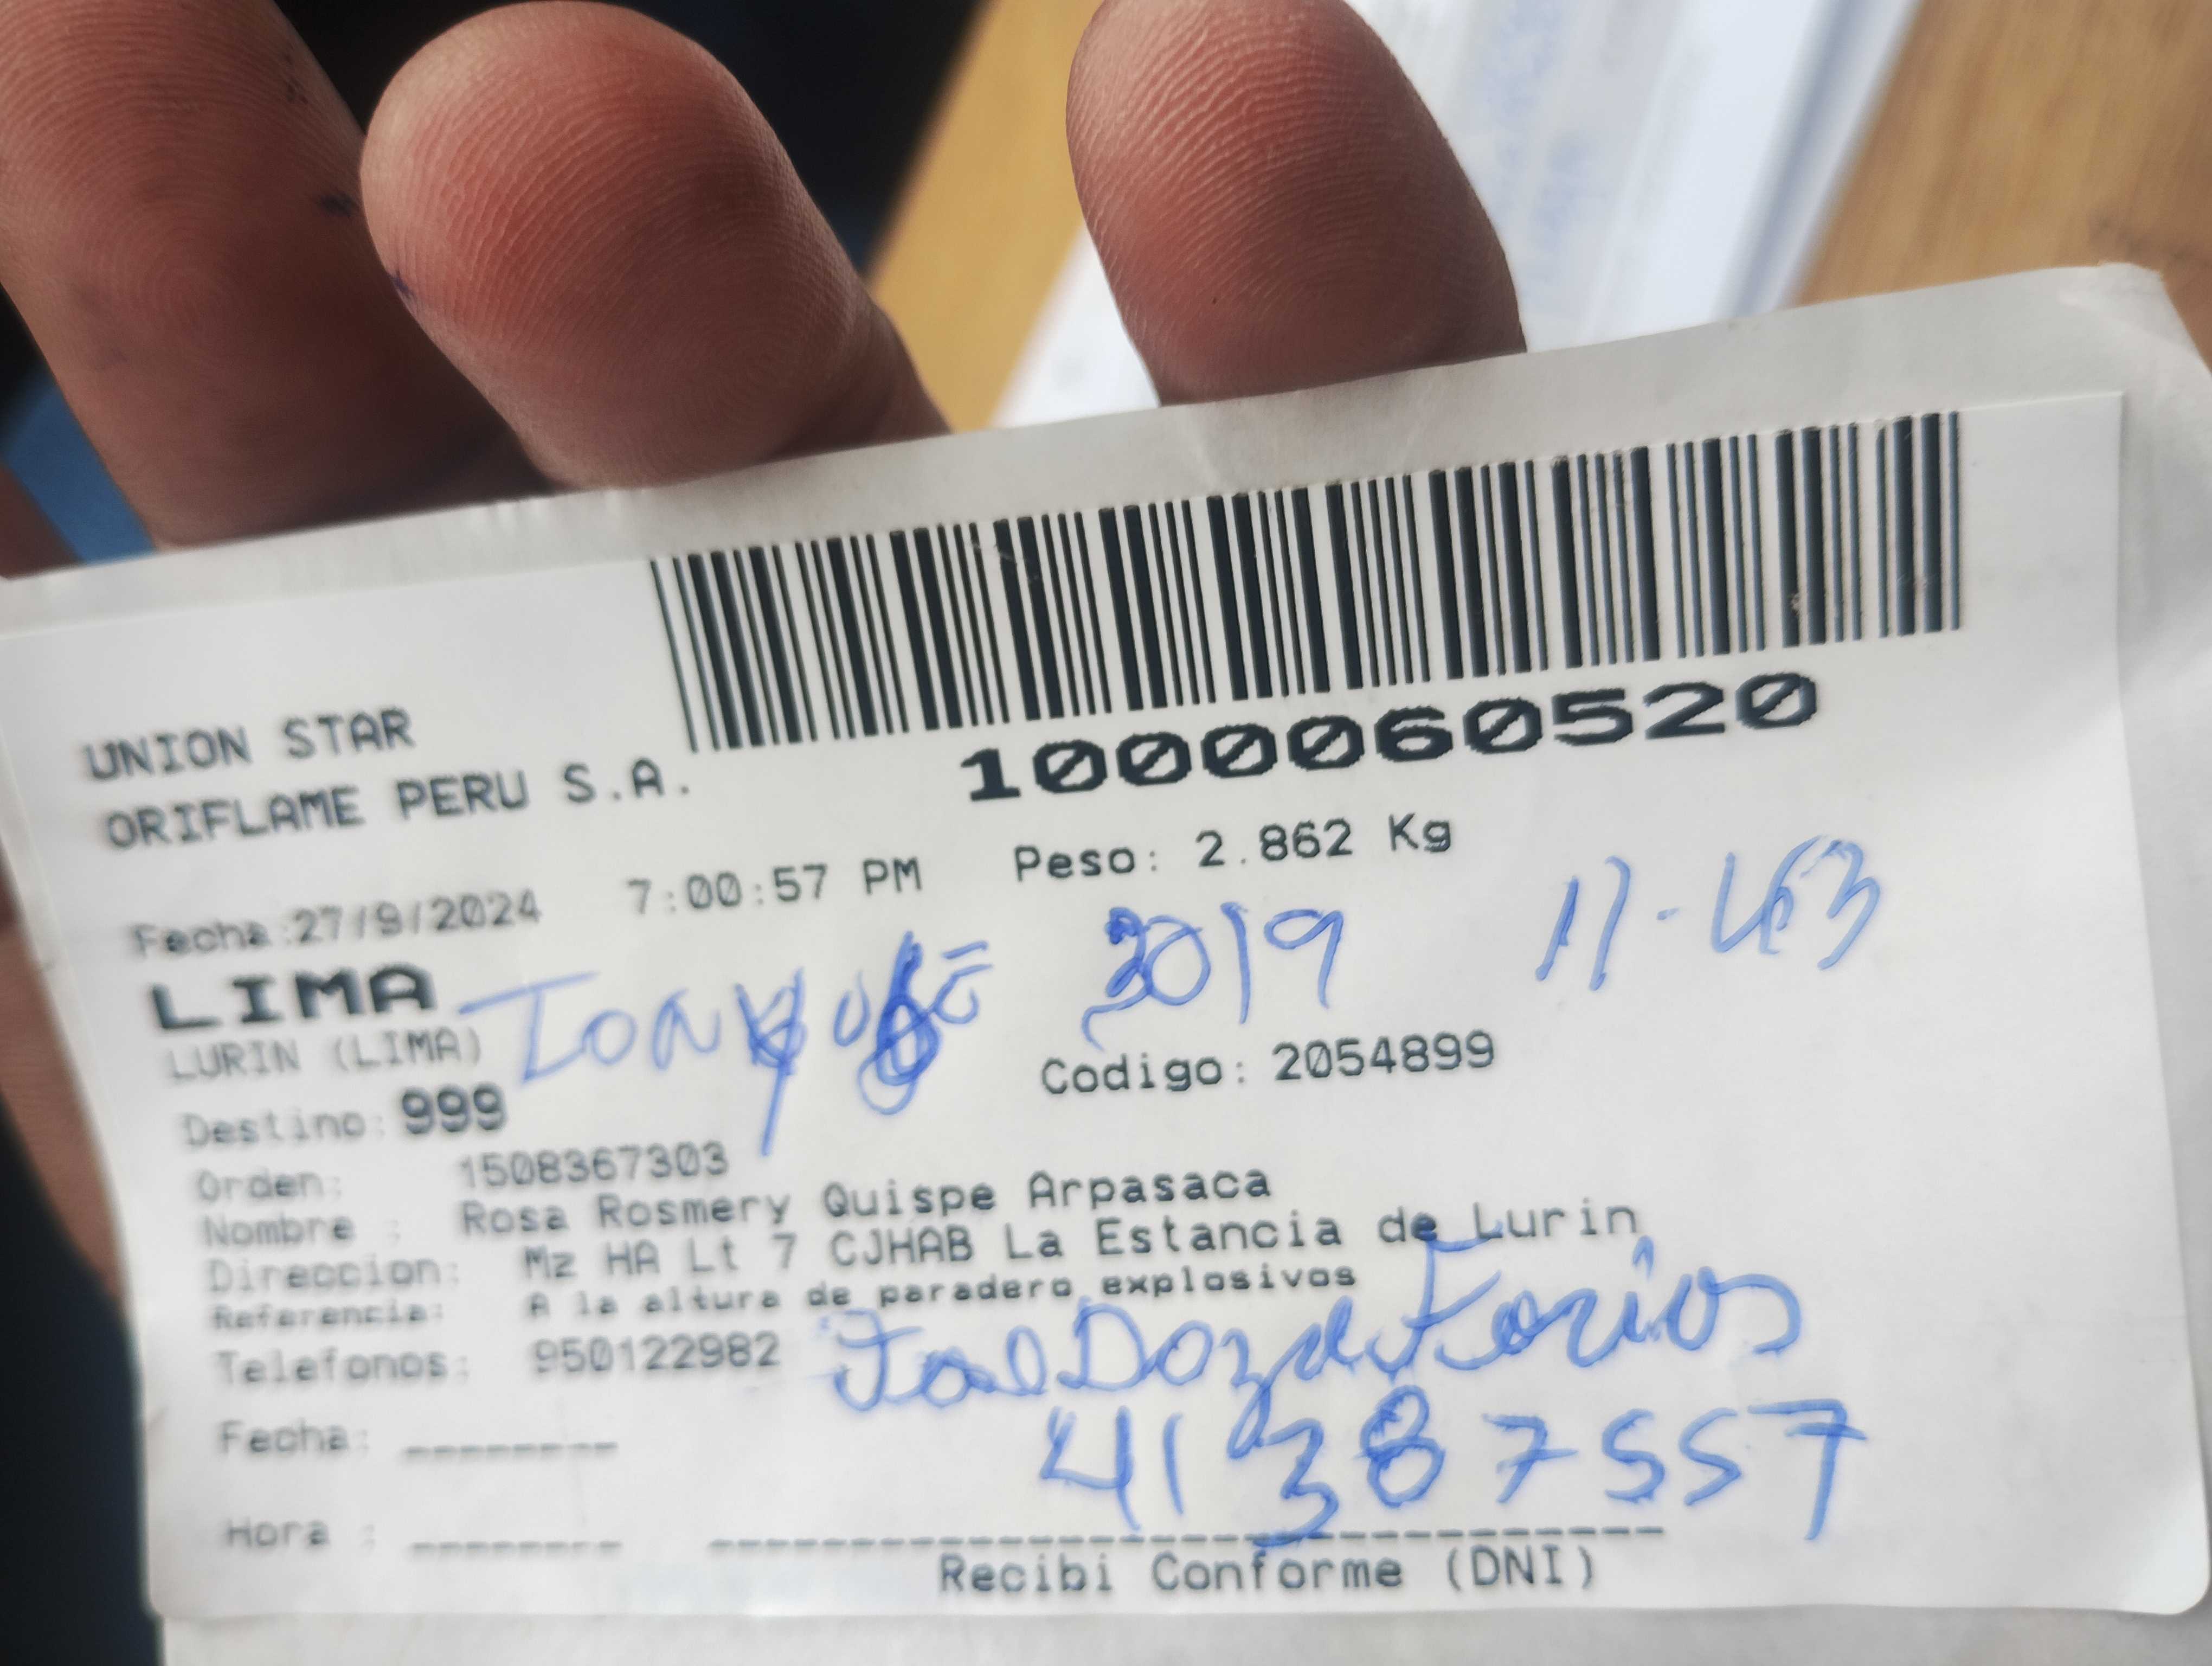 UNION STAR
ORIFLAME PERU S.A.
1000060520
Fecha:27/9/2024 7:00:57 PM Peso: 2.862 Kg
2019
LIMA
LURIN (LIMA)
Destino: 999 Codigo: 2054899
Orden: 1508367303
Nombre : Rosa Rosmery Quispe Arpasaca
Direccion: Mz HA Lt 7 CJHAB La Estancia de Lurin
Referencia: A la altura de paradero explosivos
Telefonos: 950122982
41387557
Fecha: ________
Hora : ________
Recibi Conforme (DNI)